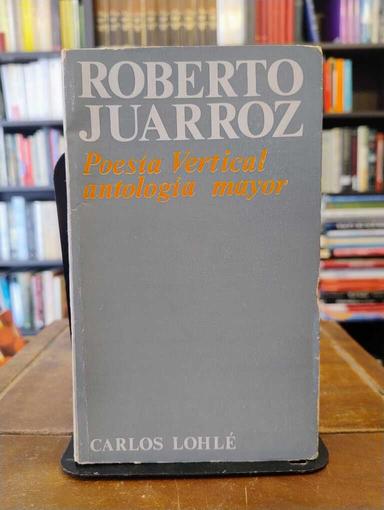 ROBERTO
JUARROZ
Poesía Vertical
antología mayor
CARLOS LOHLÉ